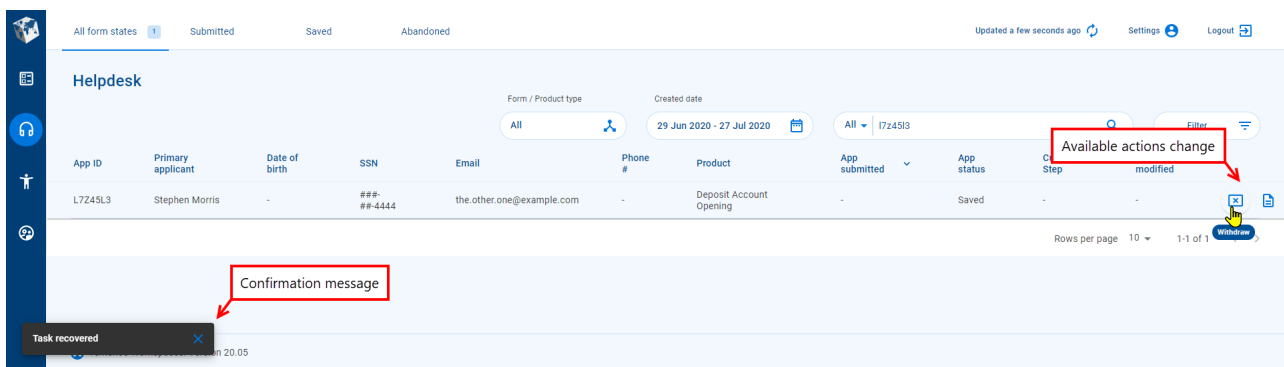 All form states 1 Submitted Saved Abandoned Updated a few seconds ago Settings Logout
Helpdesk
Form / Product type Created date
All 29 Jun 2020 - 27 Jul 2020 All l7z45l3 Filter
Available actions change
App ID Primary applicant Date of birth SSN Email Phone # Product App submitted App status Step modified
L7Z45L3 Stephen Morris - ###-##-4444 the.other.one@example.com - Deposit Account Opening - Saved - -
Withdraw
Rows per page 10 1-1 of 1
Confirmation message
Task recovered
20.05